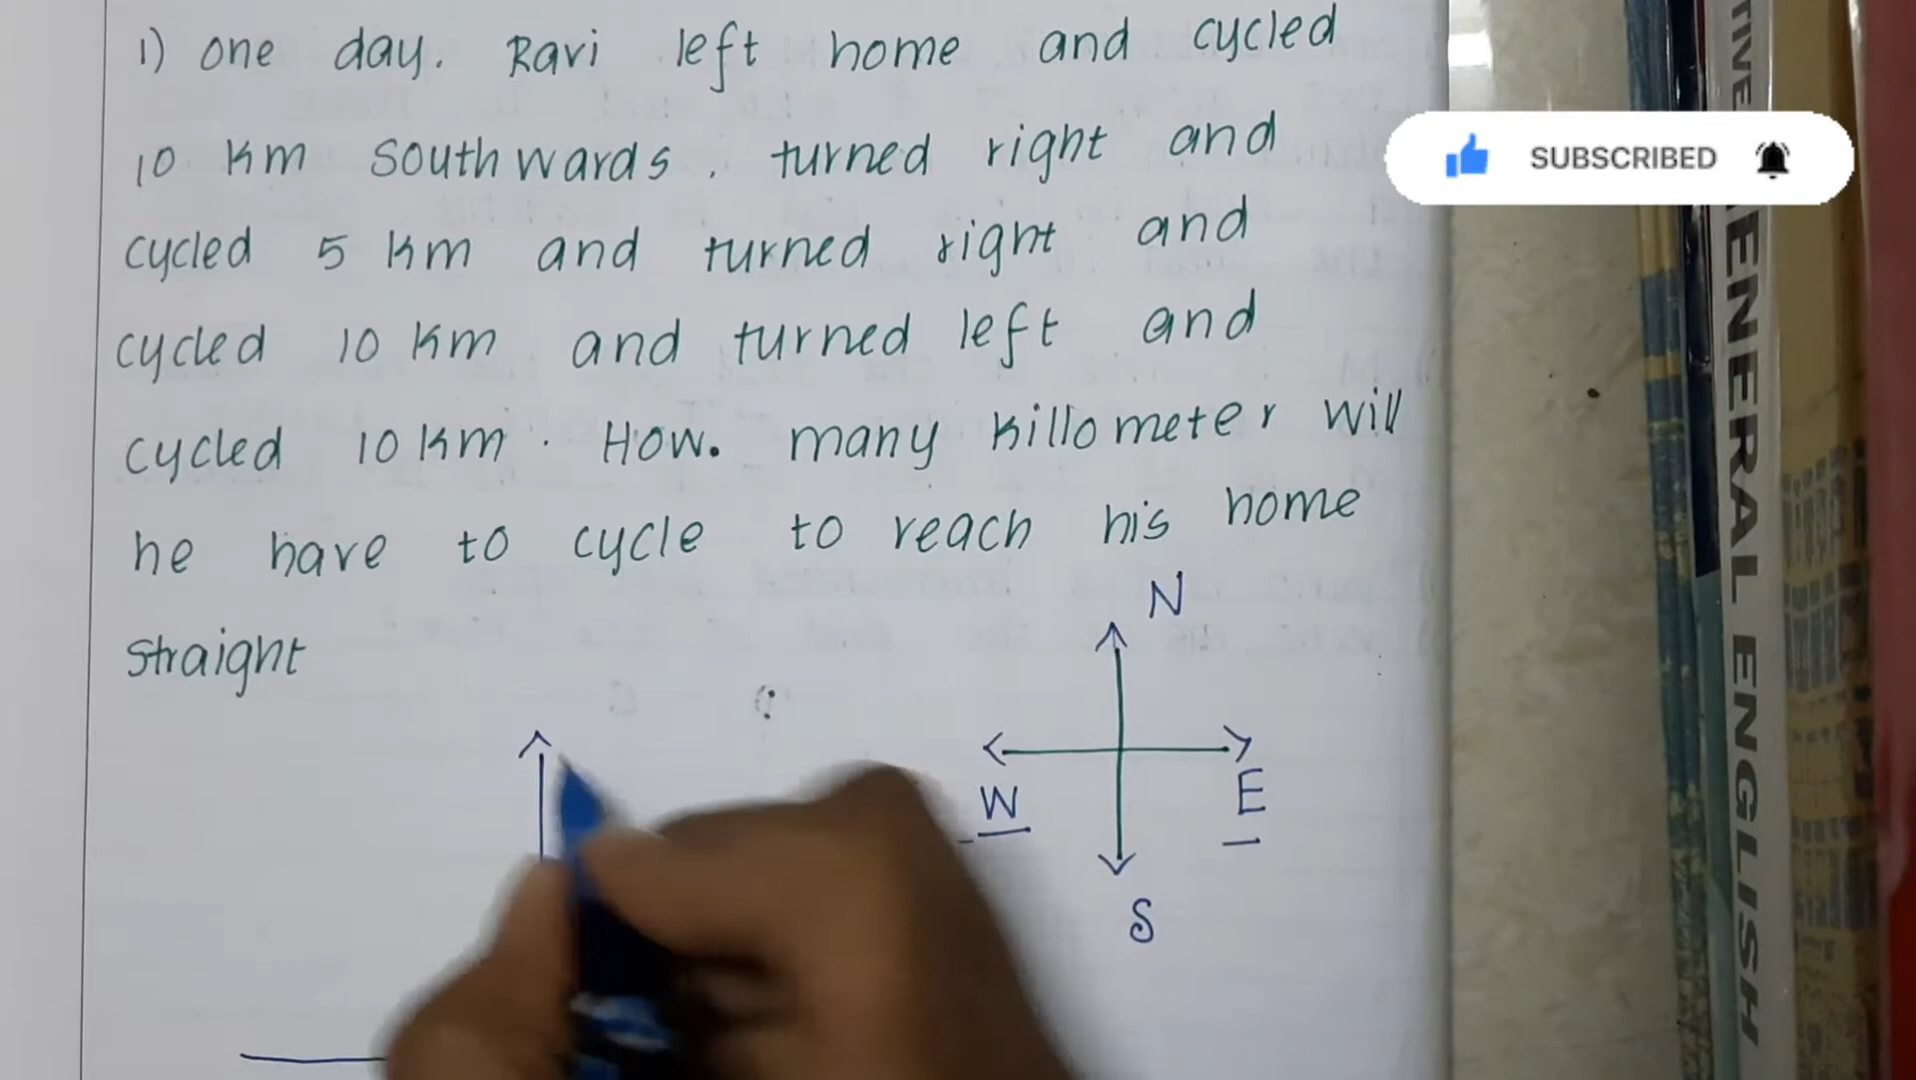 1) one day. Ravi left home and cycled
10 km southwards. turned right and
cycled 5 km and turned right and
cycled 10 km and turned left and
cycled 10 km. How. many killometer will
he have to cycle to reach his home
straight
N
W
E
S
SUBSCRIBED
TIVE
GENERAL ENGLISH